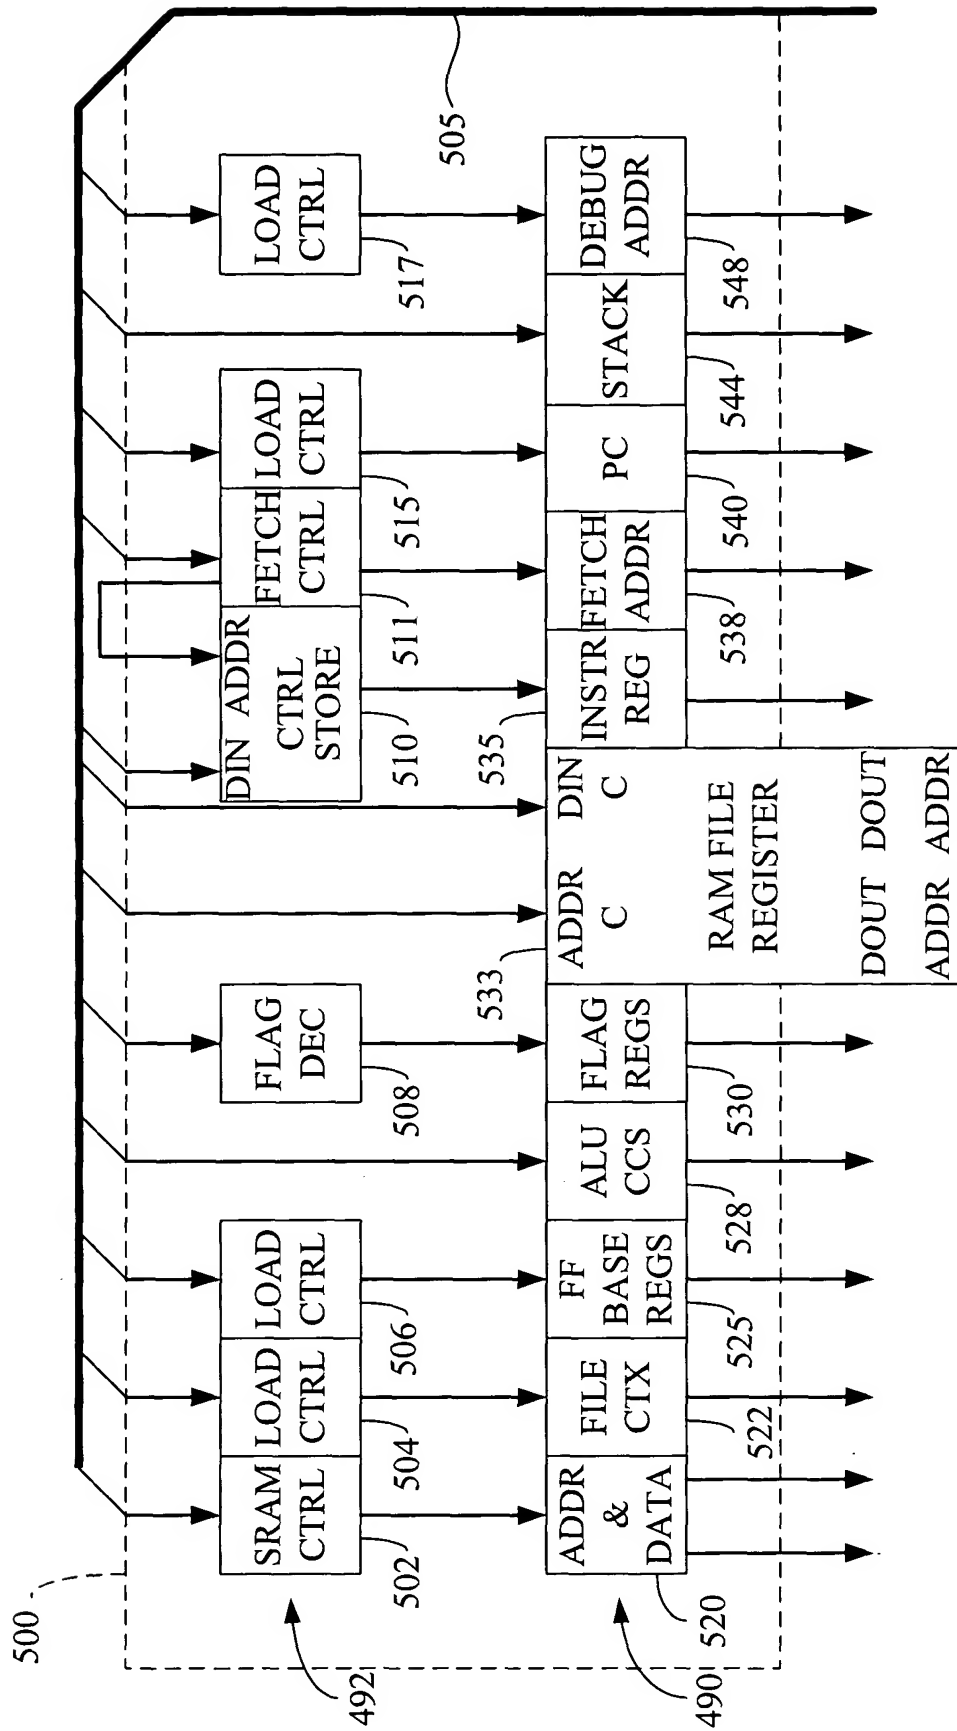 500
492
490
505
SRAM
CTRL
502
LOAD
CTRL
504
LOAD
CTRL
506
FLAG
DEC
508
DIN ADDR
CTRL
STORE
510
FETCH
CTRL
511
LOAD
CTRL
515
LOAD
CTRL
517
ADDR
&
DATA
520
FILE
CTX
522
FF
BASE
REGS
525
ALU
CCS
528
FLAG
REGS
530
533
ADDR DIN
C C
RAM FILE
REGISTER
DOUT DOUT
ADDR ADDR
535
INSTR
REG
FETCH
ADDR
538
PC
540
STACK
544
DEBUG
ADDR
548